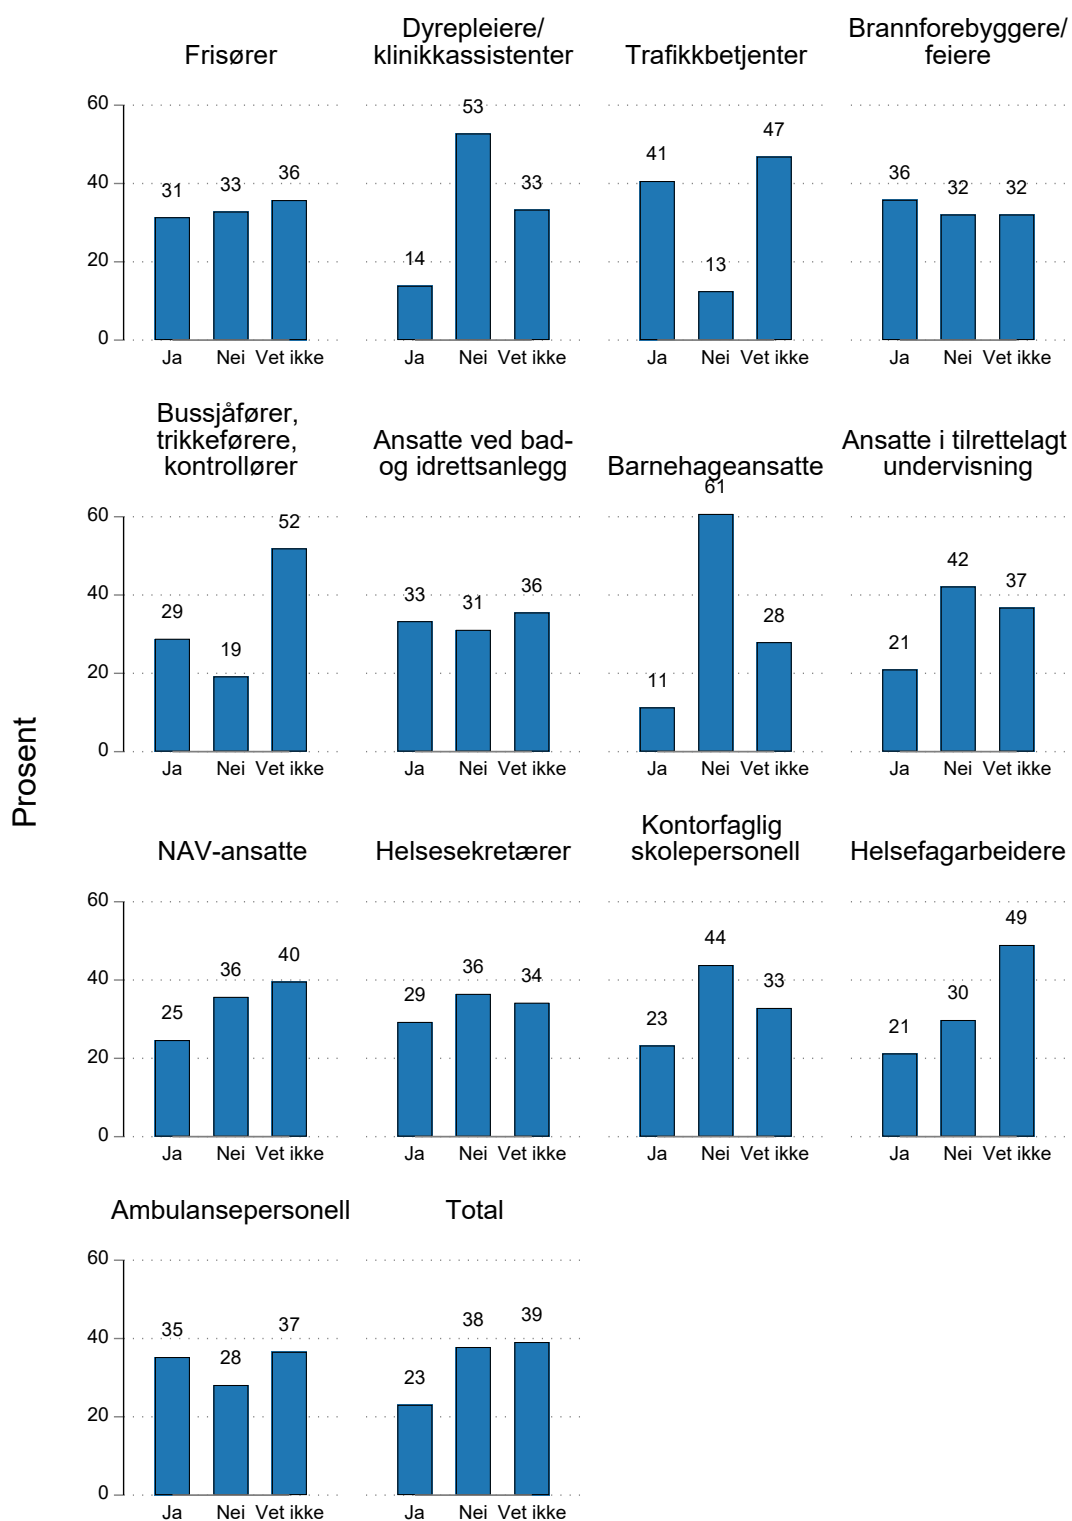 Prosent
Frisører
60
40
20
0
31
33
36
Ja Nei Vet ikke
Dyrepleiere/
klinikkassistenter
14
53
33
Ja Nei Vet ikke
Trafikkbetjenter
41
13
47
Ja Nei Vet ikke
Brannforebyggere/
feiere
36
32
32
Ja Nei Vet ikke
Bussjåfører,
trikkeførere,
kontrollører
60
40
20
0
29
19
52
Ja Nei Vet ikke
Ansatte ved bad-
og idrettsanlegg
33
31
36
Ja Nei Vet ikke
Barnehageansatte
11
61
28
Ja Nei Vet ikke
Ansatte i tilrettelagt
undervisning
21
42
37
Ja Nei Vet ikke
NAV-ansatte
60
40
20
0
25
36
40
Ja Nei Vet ikke
Helsesekretærer
29
36
34
Ja Nei Vet ikke
Kontorfaglig
skolepersonell
23
44
33
Ja Nei Vet ikke
Helsefagarbeidere
21
30
49
Ja Nei Vet ikke
Ambulansepersonell
60
40
20
0
35
28
37
Ja Nei Vet ikke
Total
23
38
39
Ja Nei Vet ikke